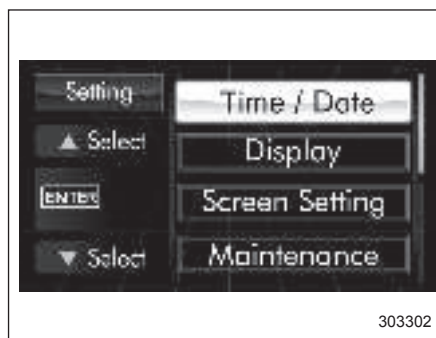 Setting
Time / Date
▲ Select
Display
ENTER
Screen Setting
▼ Select
Maintenance
303302